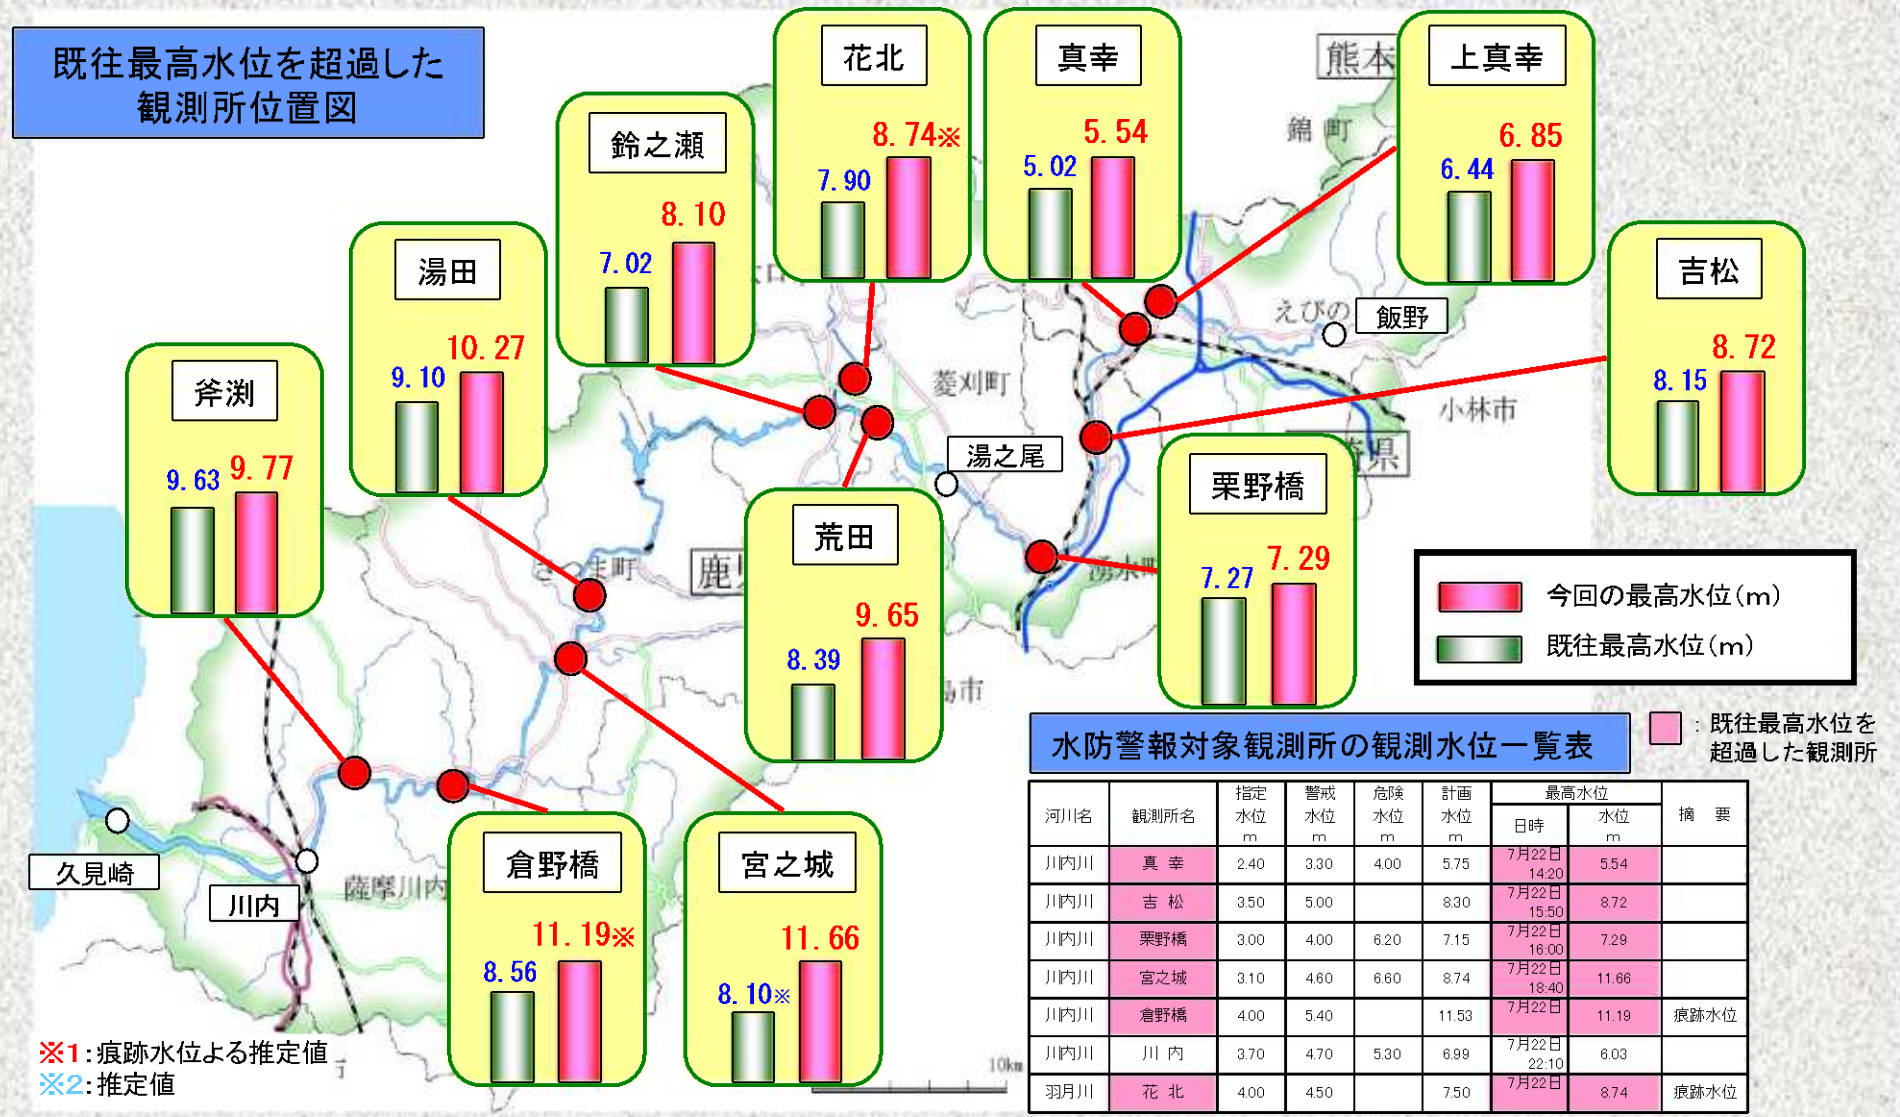 既往最高水位を超過した
観測所位置図
花北
8.74※
7.90
真幸
5.54
5.02
上真幸
6.85
6.44
熊本
錦町
鈴之瀬
8.10
7.02
湯田
10.27
9.10
吉松
8.72
8.15
えびの
飯野
菱刈町
小林市
斧渕
9.77
9.63
湯之尾
県
栗野橋
7.29
7.27
荒田
9.65
8.39
さつま町
鹿
湧水町
島市
今回の最高水位(m)
既往最高水位(m)
久見崎
川内
薩摩川内
倉野橋
11.19※
8.56
宮之城
11.66
8.10※
※1:痕跡水位よる推定値
※2:推定値
10km
水防警報対象観測所の観測水位一覧表
:既往最高水位を
超過した観測所
河川名 観測所名 指定水位m 警戒水位m 危険水位m 計画水位m 最高水位 日時 水位m 摘 要
川内川 真 幸 2.40 3.30 4.00 5.75 7月22日 14:20 5.54
川内川 吉 松 3.50 5.00 8.30 7月22日 15:50 8.72
川内川 栗野橋 3.00 4.00 6.20 7.15 7月22日 16:00 7.29
川内川 宮之城 3.10 4.60 6.60 8.74 7月22日 18:40 11.66
川内川 倉野橋 4.00 5.40 11.53 7月22日 11.19 痕跡水位
川内川 川 内 3.70 4.70 5.30 6.99 7月22日 22:10 6.03
羽月川 花 北 4.00 4.50 7.50 7月22日 8.74 痕跡水位